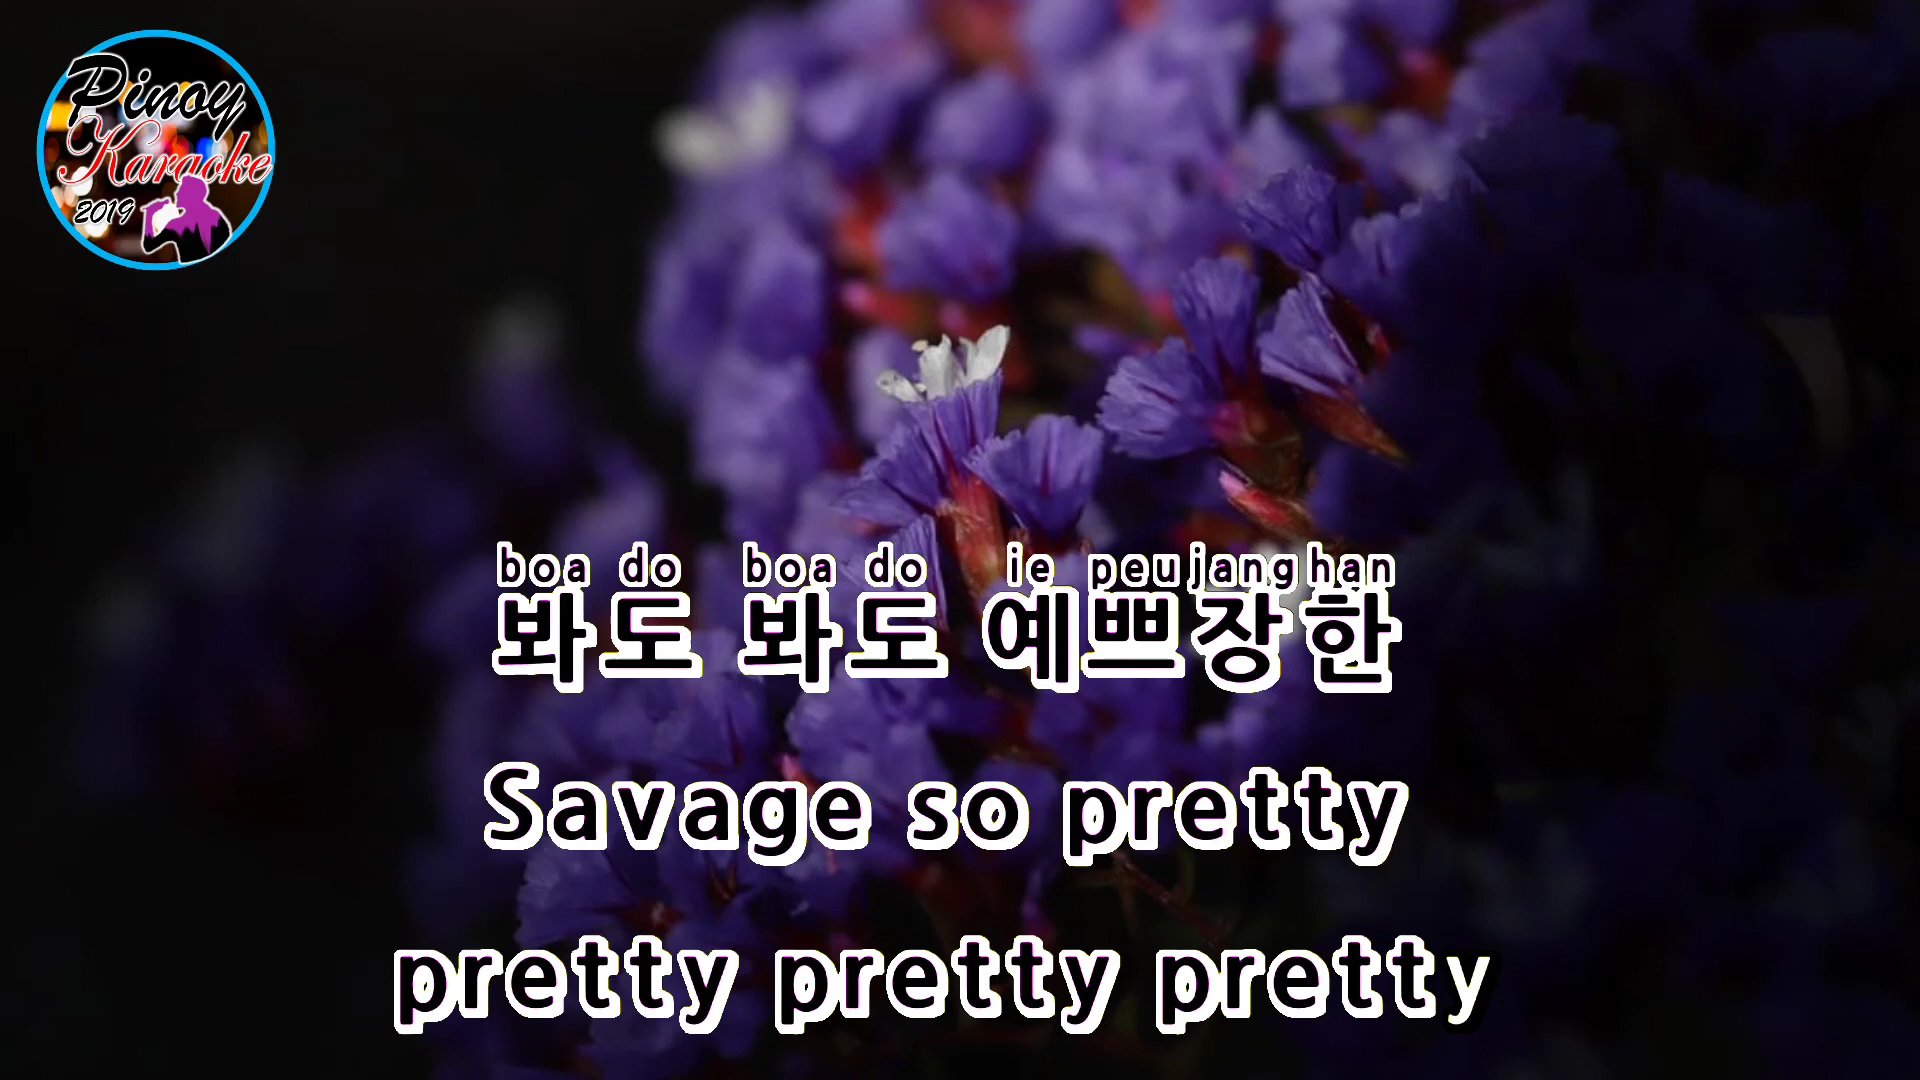 Pinoy
Karaoke
2019
boa do boa do ie peujanghan
봐도 봐도 예쁘장한
Savage so pretty
pretty pretty pretty